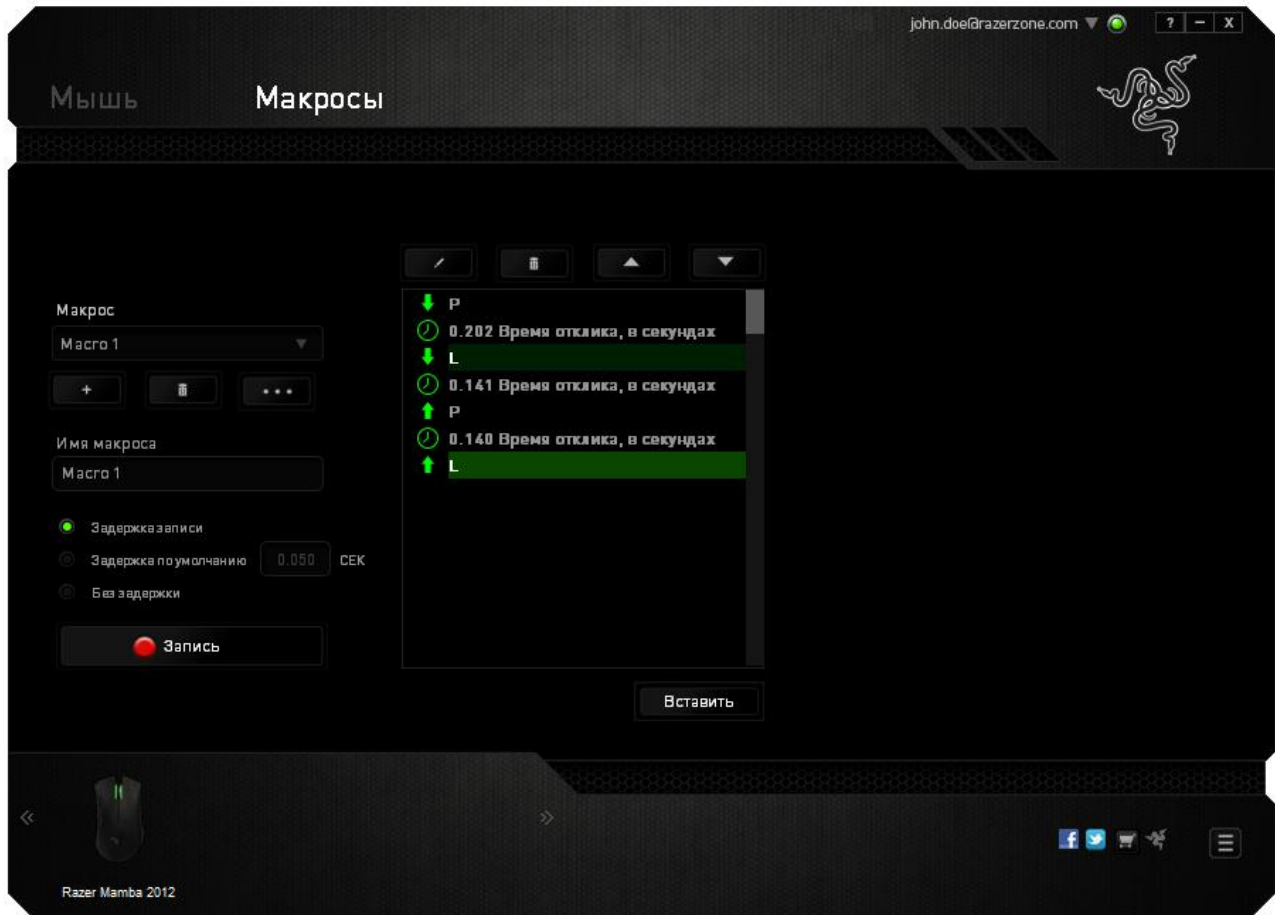 john.doe@razerzone.com
? – X
Мышь Макросы
Макрос
Macro 1
+
Имя макроса
Macro 1
Задержка записи
Задержка по умолчанию 0.050 СЕК
Без задержки
Запись
P
0.202 Время отклика, в секундах
L
0.141 Время отклика, в секундах
P
0.140 Время отклика, в секундах
L
Вставить
Razer Mamba 2012